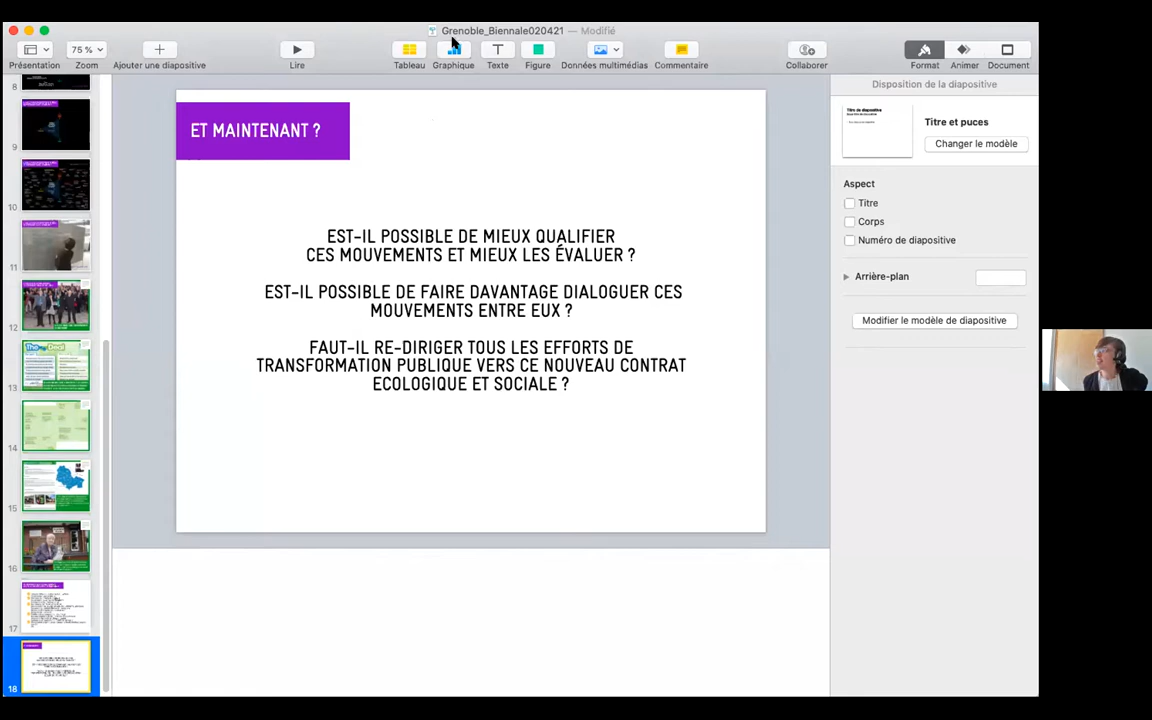 Grenoble_Biennale020421 — Modifié
75 %
Présentation
Zoom
Ajouter une diapositive
Lire
Tableau
Graphique
Texte
Figure
Données multimédias
Commentaire
Collaborer
Format
Animer
Document
8
9
10
11
12
13
14
15
16
17
18
ET MAINTENANT ?
EST-IL POSSIBLE DE MIEUX QUALIFIER
CES MOUVEMENTS ET MIEUX LES ÉVALUER ?
EST-IL POSSIBLE DE FAIRE DAVANTAGE DIALOGUER CES
MOUVEMENTS ENTRE EUX ?
FAUT-IL RE-DIRIGER TOUS LES EFFORTS DE
TRANSFORMATION PUBLIQUE VERS CE NOUVEAU CONTRAT
ECOLOGIQUE ET SOCIALE ?
Disposition de la diapositive
Titre de diapositive
Titre et puces
Changer le modèle
Aspect
Titre
Corps
Numéro de diapositive
Arrière-plan
Modifier le modèle de diapositive